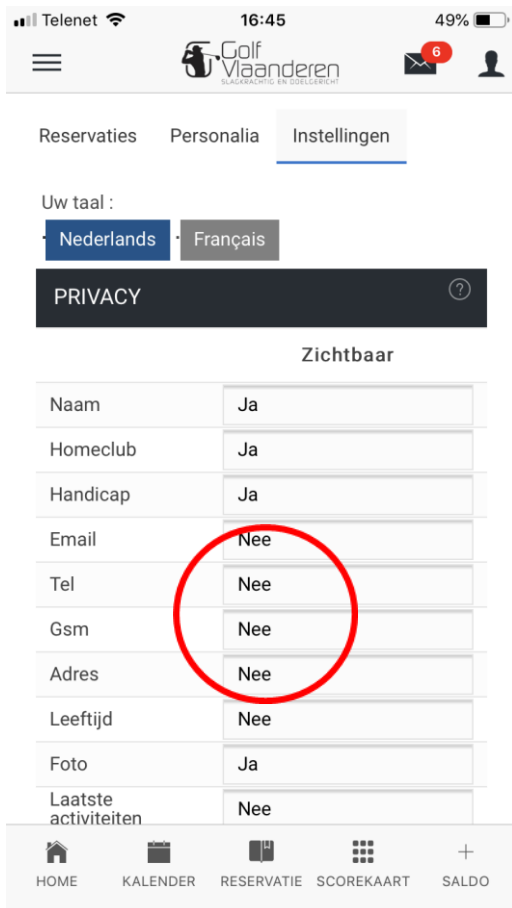 Telenet 16:45 49%
Golf
Vlaanderen
SLAGKRACHTIG EN DOELGERICHT
6
Reservaties Personalia Instellingen
Uw taal :
Nederlands Français
PRIVACY ?
Zichtbaar
Naam Ja
Homeclub Ja
Handicap Ja
Email Nee
Tel Nee
Gsm Nee
Adres Nee
Leeftijd Nee
Foto Ja
Laatste
activiteiten Nee
HOME KALENDER RESERVATIE SCOREKAART SALDO